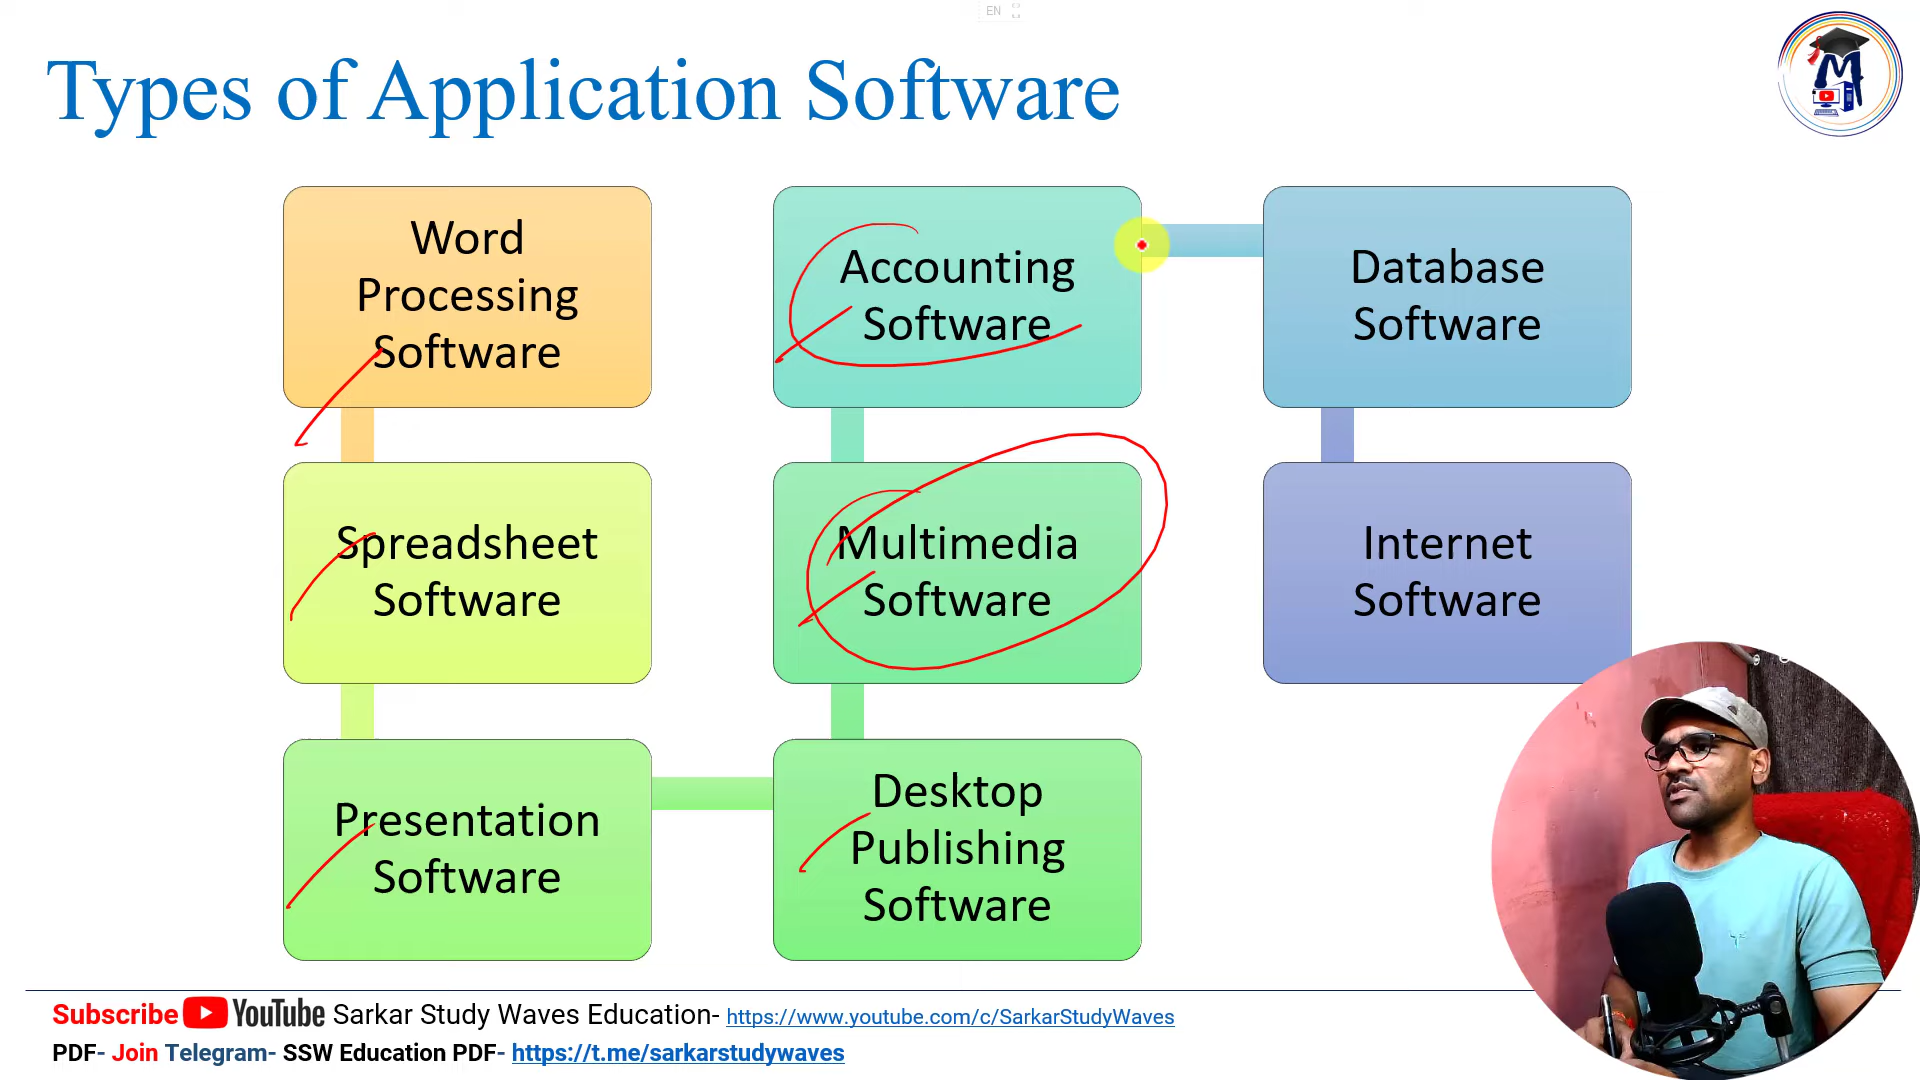 EN
Types of Application Software
Word
Processing
Software
Spreadsheet
Software
Presentation
Software
Desktop
Publishing
Software
Multimedia
Software
Accounting
Software
Database
Software
Internet
Software
Subscribe YouTube Sarkar Study Waves Education- https://www.youtube.com/c/SarkarStudyWaves
PDF- Join Telegram- SSW Education PDF- https://t.me/sarkarstudywaves